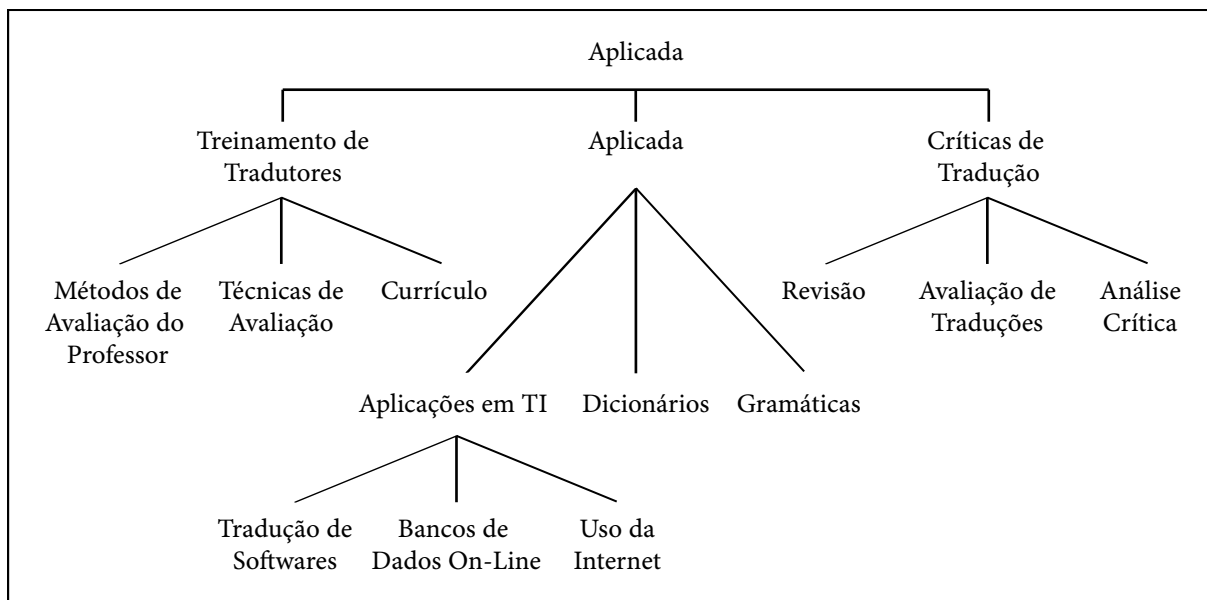 Aplicada
Treinamento de
Tradutores
Aplicada
Críticas de
Tradução
Métodos de
Avaliação do
Professor
Técnicas de
Avaliação
Currículo
Revisão
Avaliação de
Traduções
Análise
Crítica
Aplicações em TI
Dicionários
Gramáticas
Tradução de
Softwares
Bancos de
Dados On-Line
Uso da
Internet